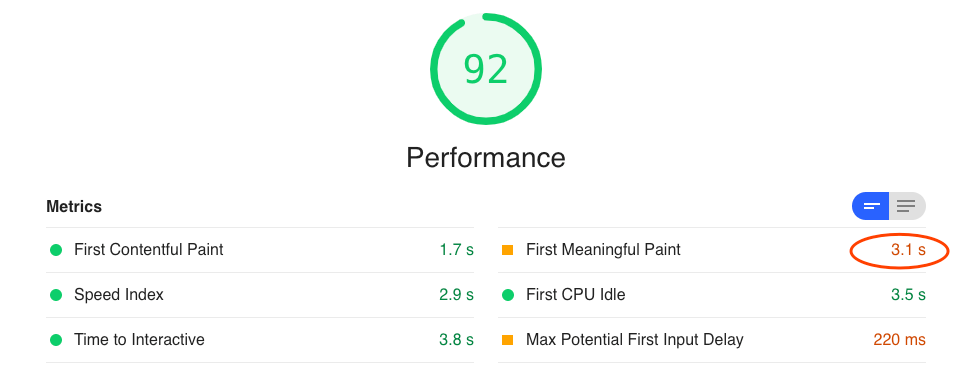 92
Performance
Metrics
First Contentful Paint 1.7 s
First Meaningful Paint 3.1 s
Speed Index 2.9 s
First CPU Idle 3.5 s
Time to Interactive 3.8 s
Max Potential First Input Delay 220 ms